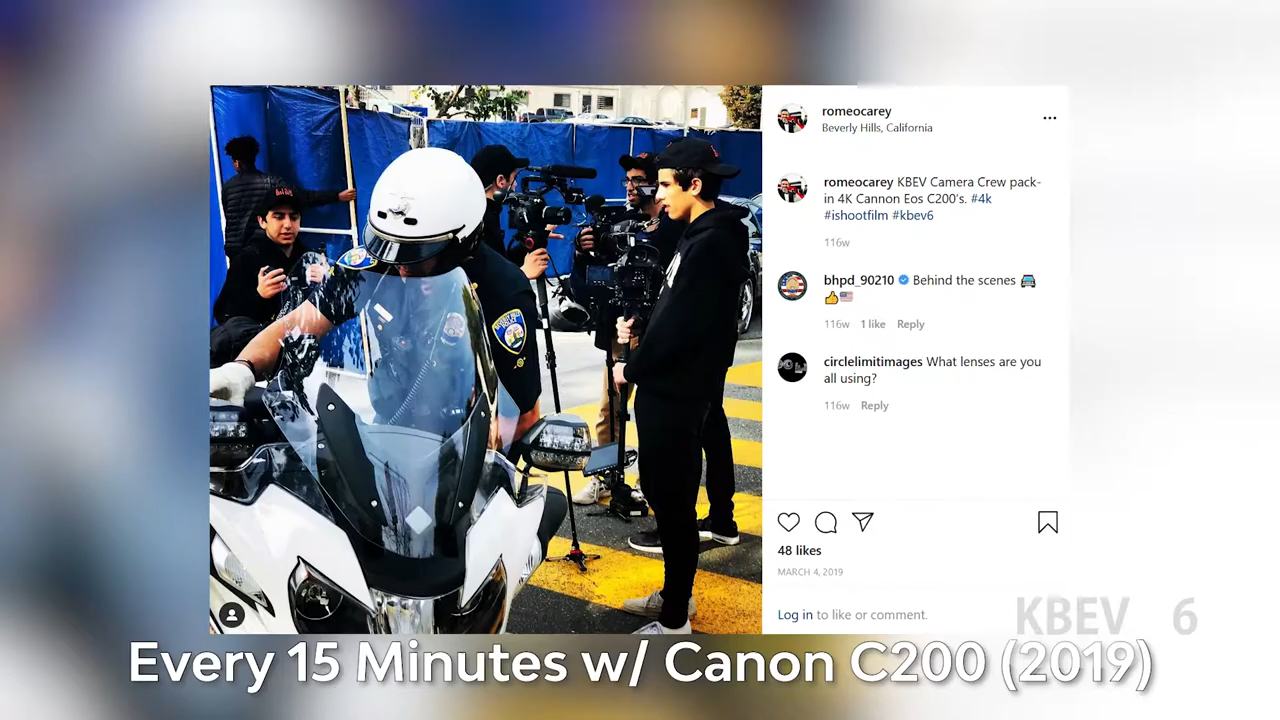 romeocarey
Beverly Hills, California
romeocarey KBEV Camera Crew pack-
in 4K Cannon Eos C200's. #4k
#ishootfilm #kbev6
116w
bhpd_90210 Behind the scenes 🚔
👍🇺🇸
116w 1 like Reply
circlelimitimages What lenses are you
all using?
116w Reply
48 likes
MARCH 4, 2019
Log in to like or comment.
KBEV 6
Every 15 Minutes w/ Canon C200 (2019)